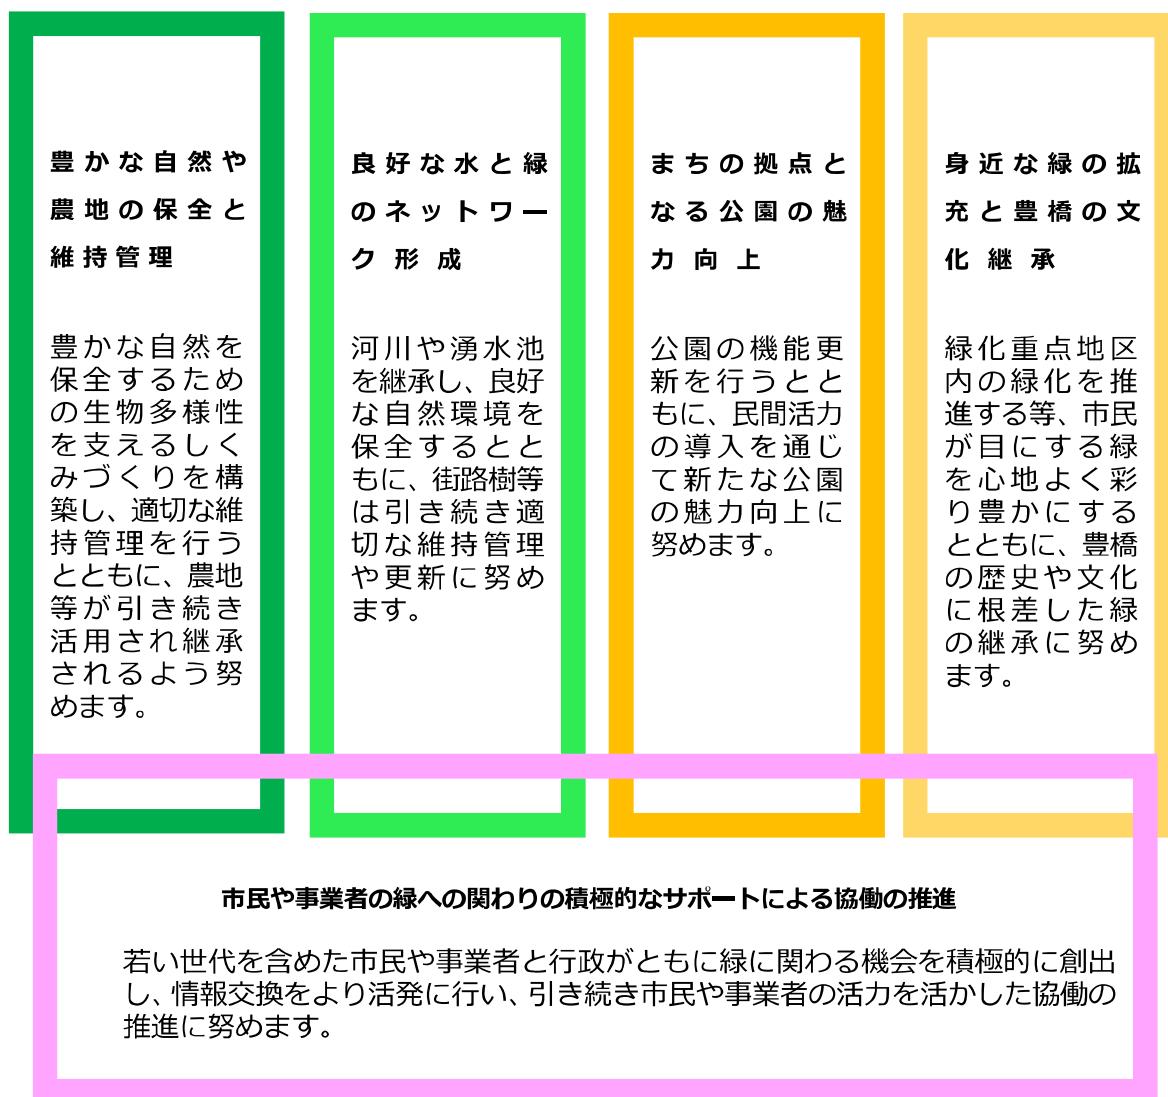 豊かな自然や
農地の保全と
維持管理
豊かな自然を
保全するため
の生物多様性
を支えるしく
みづくりを構
築し、適切な維
持管理を行う
とともに、農地
等が引き続き
活用され継承
されるよう努
めます。
良好な水と緑
のネットワー
ク形成
河川や湧水池
を継承し、良好
な自然環境を
保全するとと
もに、街路樹等
は引き続き適
切な維持管理
や更新に努め
ます。
まちの拠点と
なる公園の魅
力向上
公園の機能更
新を行うとと
もに、民間活力
の導入を通じ
て新たな公園
の魅力向上に
努めます。
身近な緑の拡
充と豊橋の文
化継承
緑化重点地区
内の緑化を推
進する等、市民
が目にする緑
を心地よく彩
り豊かにする
とともに、豊橋
の歴史や文化
に根差した緑
の継承に努め
ます。
市民や事業者の緑への関わりの積極的なサポートによる協働の推進
若い世代を含めた市民や事業者と行政がともに緑に関わる機会を積極的に創出
し、情報交換をより活発に行い、引き続き市民や事業者の活力を活かした協働の
推進に努めます。